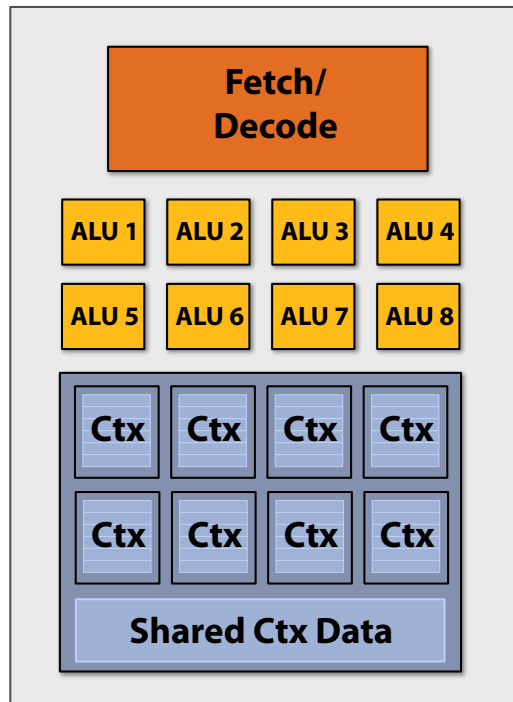 Fetch/
Decode
ALU 1 ALU 2 ALU 3 ALU 4
ALU 5 ALU 6 ALU 7 ALU 8
Ctx Ctx Ctx Ctx
Ctx Ctx Ctx Ctx
Shared Ctx Data